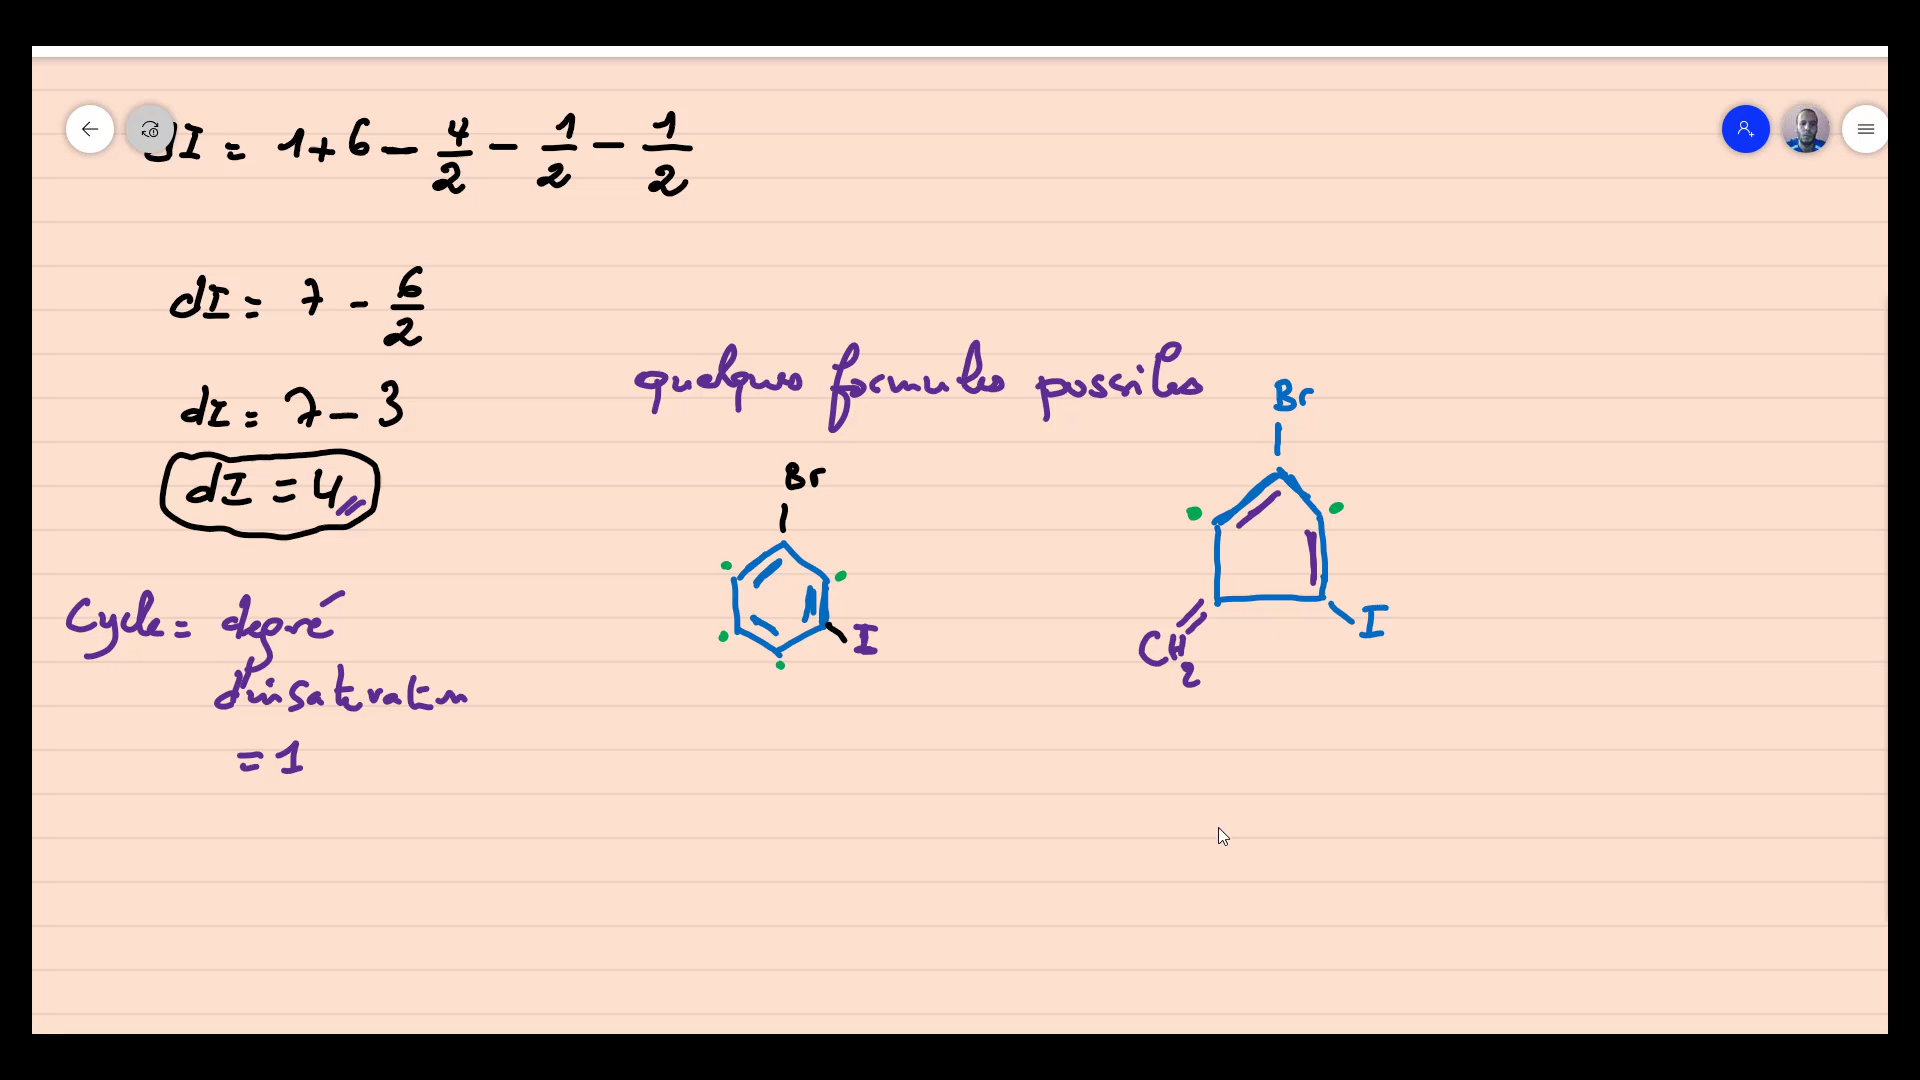 dI = 1+6 - 4/2 - 1/2 - 1/2
dI = 7 - 6/2
dI = 7 - 3
dI = 4
Cycle = degré
d'insaturation
= 1
quelques formules possibles
Br
I
Br
I
CH2